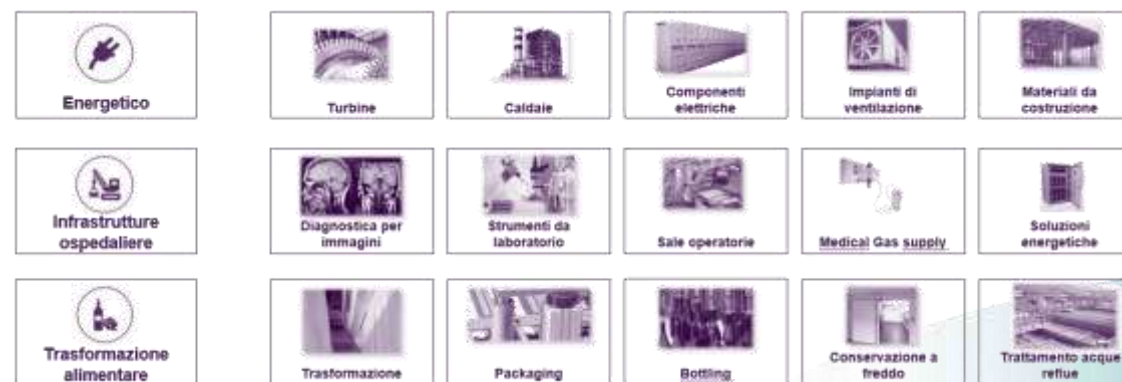 Energetico
Turbine
Caldaie
Componenti
elettriche
Impianti di
ventilazione
Materiali da
costruzione
Infrastrutture
ospedaliere
Diagnostica per
immagini
Strumenti da
laboratorio
Sale operatorie
Medical Gas supply
Soluzioni
energetiche
Trasformazione
alimentare
Trasformazione
Packaging
Bottling
Conservazione a
freddo
Trattamento acque
reflue